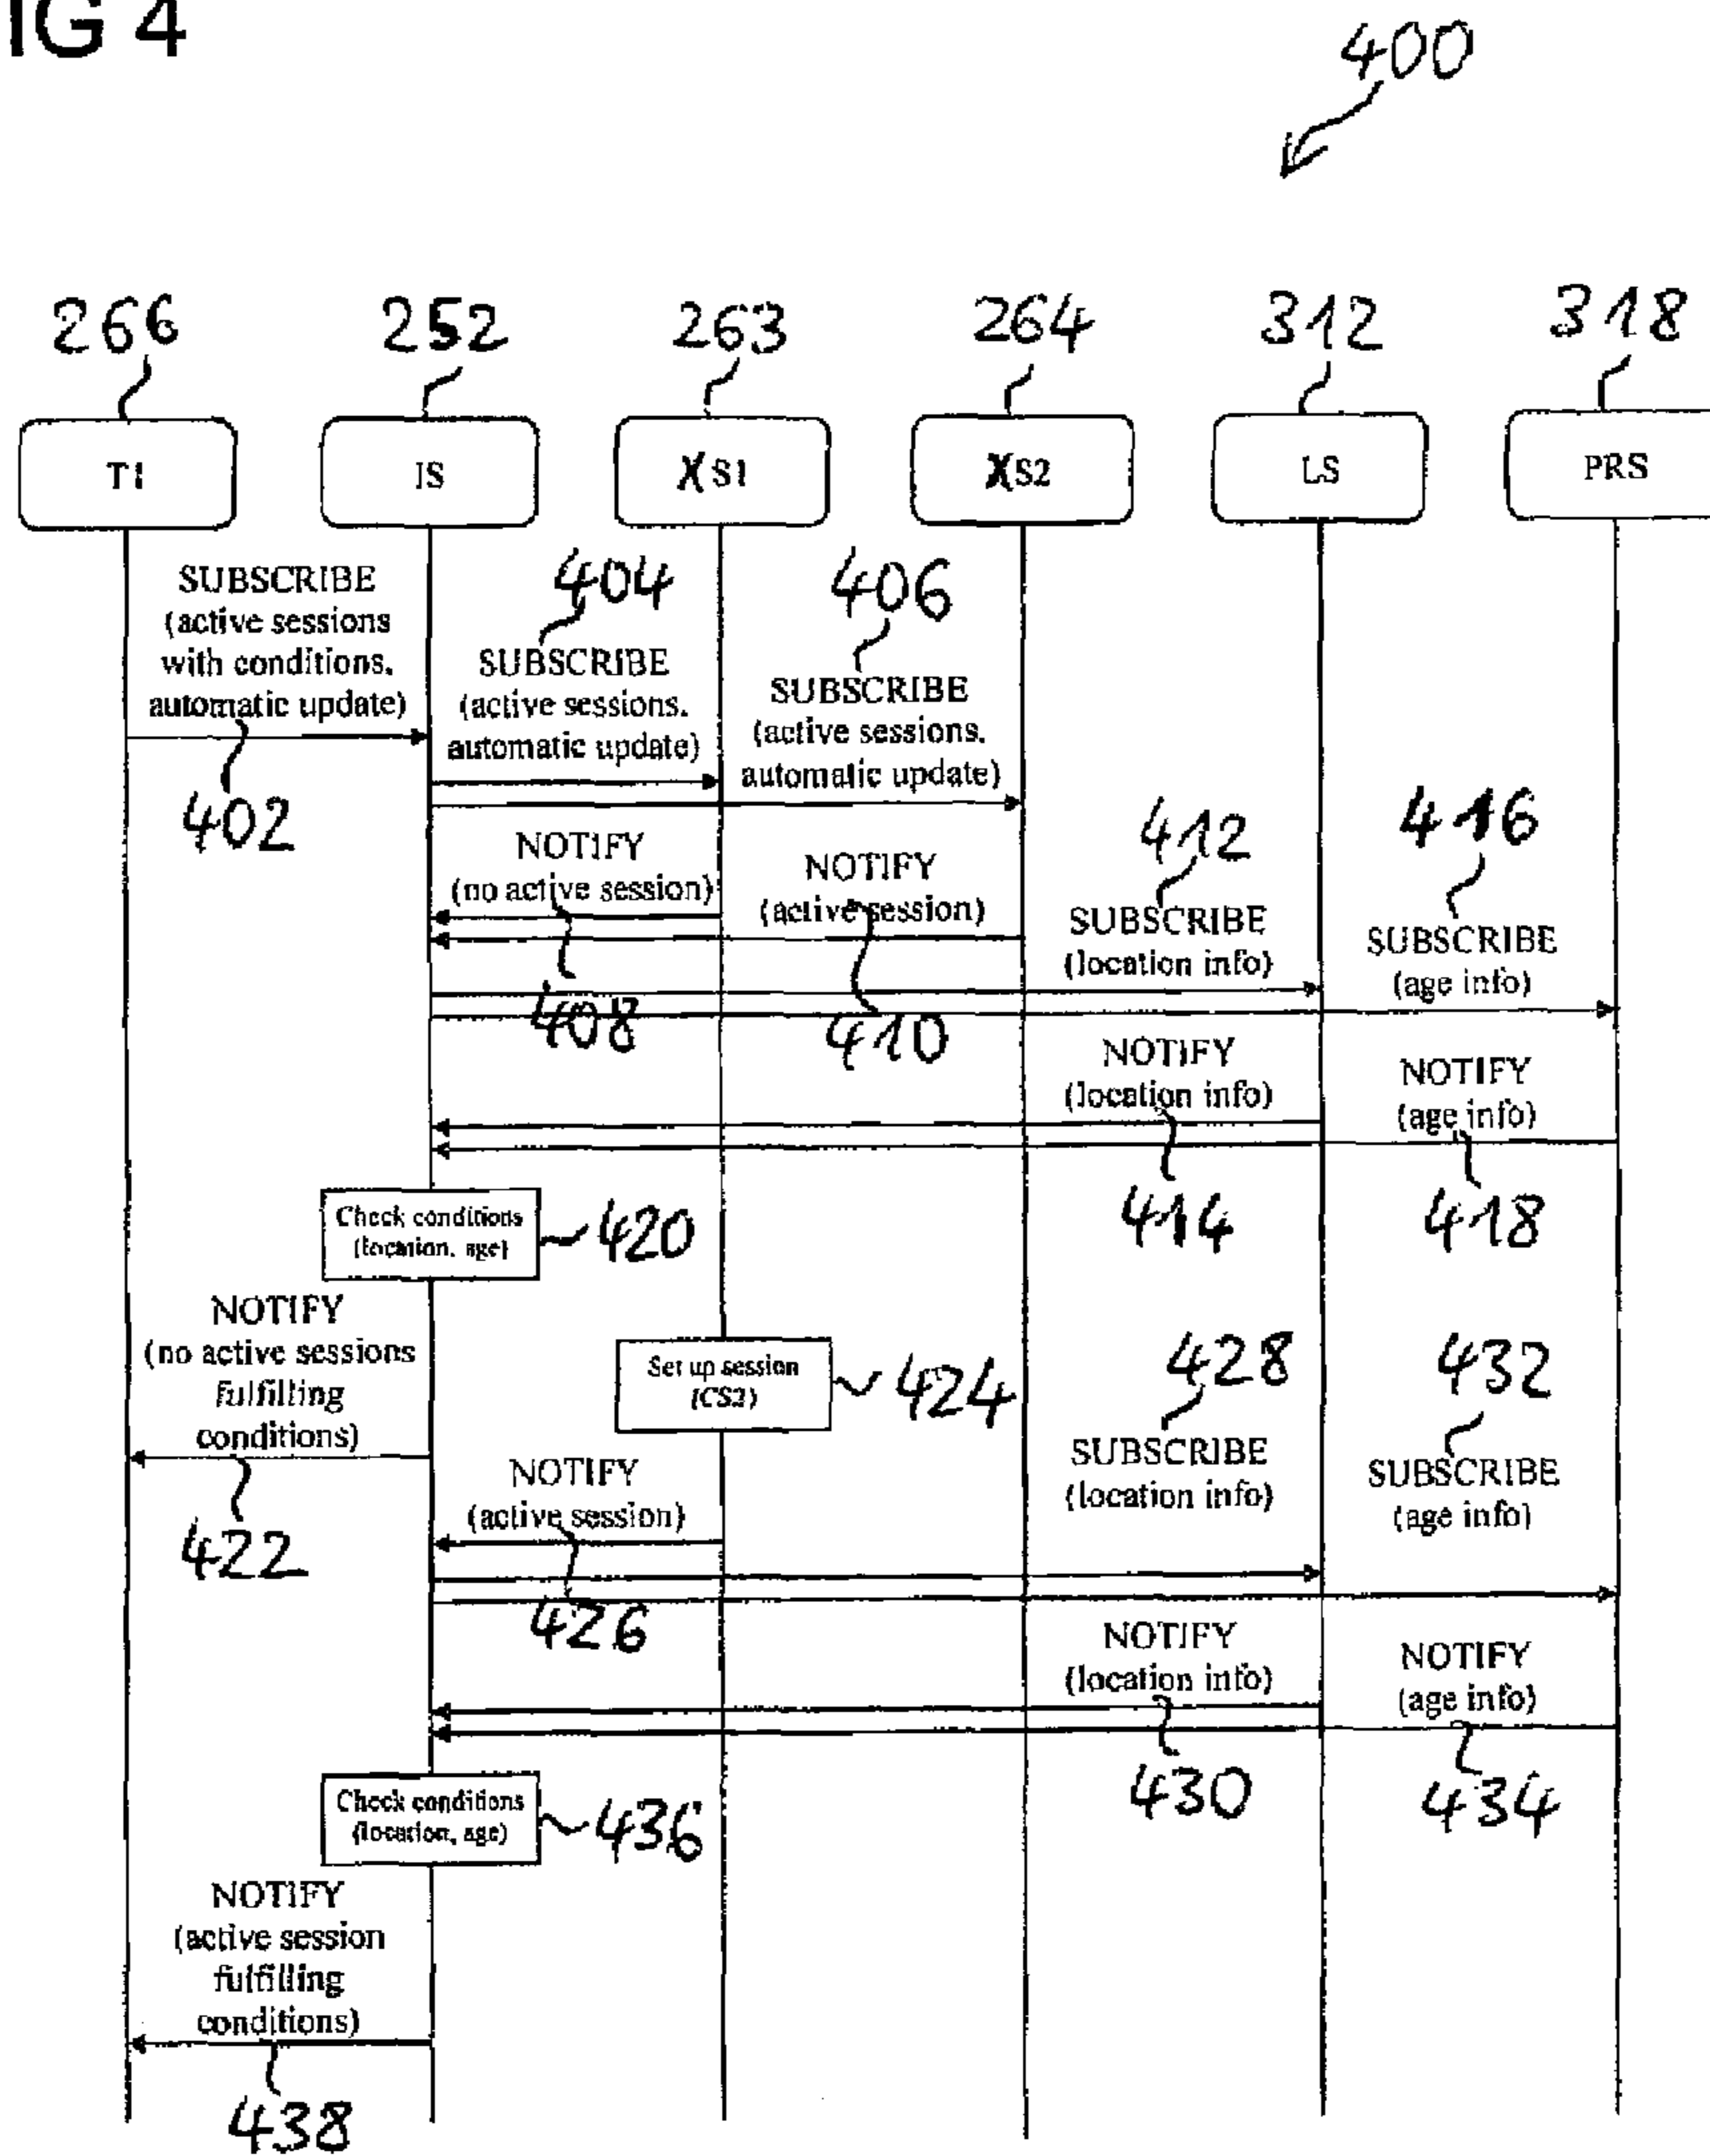 IG 4
400
266
252
263
264
312
318
T1
IS
XS1
XS2
LS
PRS
SUBSCRIBE
(active sessions
with conditions,
automatic update)
402
404
SUBSCRIBE
(active sessions,
automatic update)
406
SUBSCRIBE
(active sessions,
automatic update)
NOTIFY
(no active session)
408
NOTIFY
(active session)
410
412
SUBSCRIBE
(location info)
416
SUBSCRIBE
(age info)
NOTIFY
(location info)
414
NOTIFY
(age info)
418
Check conditions
(location, age)
420
NOTIFY
(no active sessions
fulfilling
conditions)
422
Set up session
(CS2)
424
NOTIFY
(active session)
426
428
SUBSCRIBE
(location info)
432
SUBSCRIBE
(age info)
NOTIFY
(location info)
430
NOTIFY
(age info)
434
Check conditions
(location, age)
436
NOTIFY
(active session
fulfilling
conditions)
438